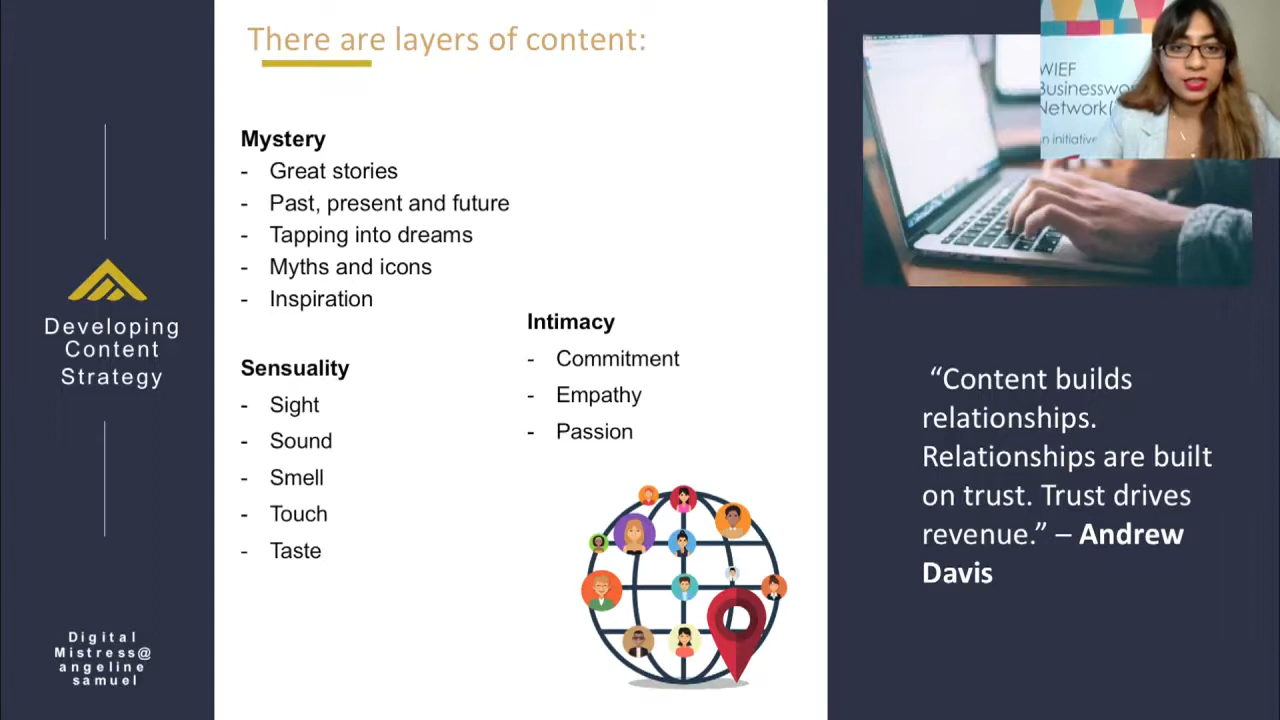 There are layers of content:
Mystery
- Great stories
- Past, present and future
- Tapping into dreams
- Myths and icons
- Inspiration
Sensuality
- Sight
- Sound
- Smell
- Touch
- Taste
Intimacy
- Commitment
- Empathy
- Passion
Developing
Content
Strategy
Digital
Mistress@
angeline
samuel
WIEF
Businesswo
Network(
n initiative
“Content builds
relationships.
Relationships are built
on trust. Trust drives
revenue.” – Andrew
Davis